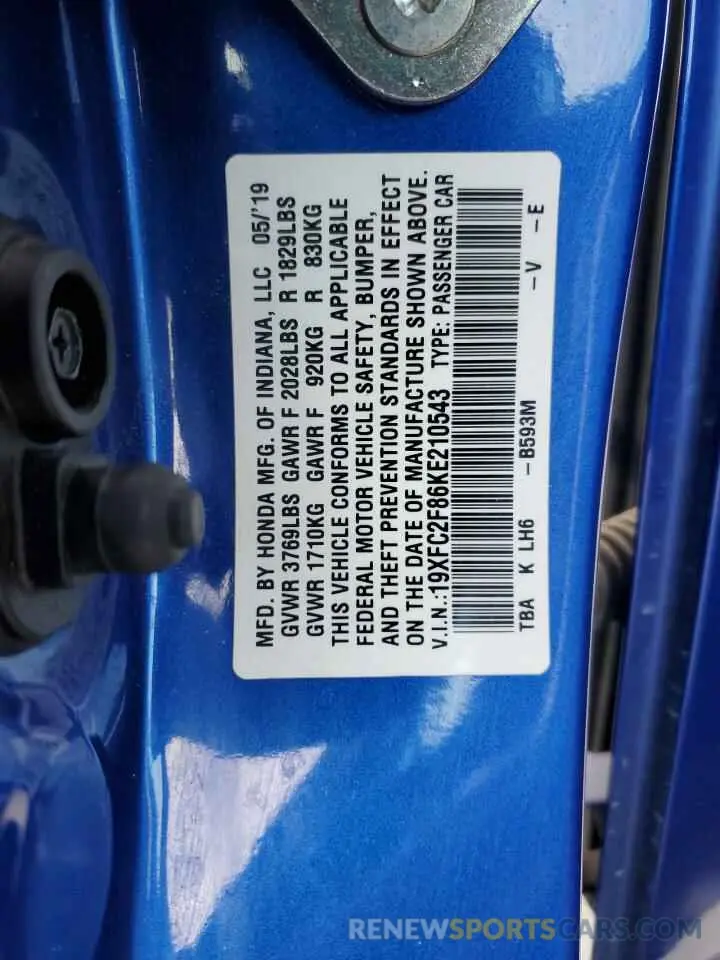 MFD. BY HONDA MFG. OF INDIANA, LLC 05/'19
GVWR 3769LBS GAWR F 2028LBS R 1829LBS
GVWR 1710KG GAWR F 920KG R 830KG
THIS VEHICLE CONFORMS TO ALL APPLICABLE
FEDERAL MOTOR VEHICLE SAFETY, BUMPER,
AND THEFT PREVENTION STANDARDS IN EFFECT
ON THE DATE OF MANUFACTURE SHOWN ABOVE.
V.I.N.:19XFC2F86KE210543 TYPE: PASSENGER CAR
TBA K LH6 -B593M -V -E
RENEWSPORTSCARS.COM